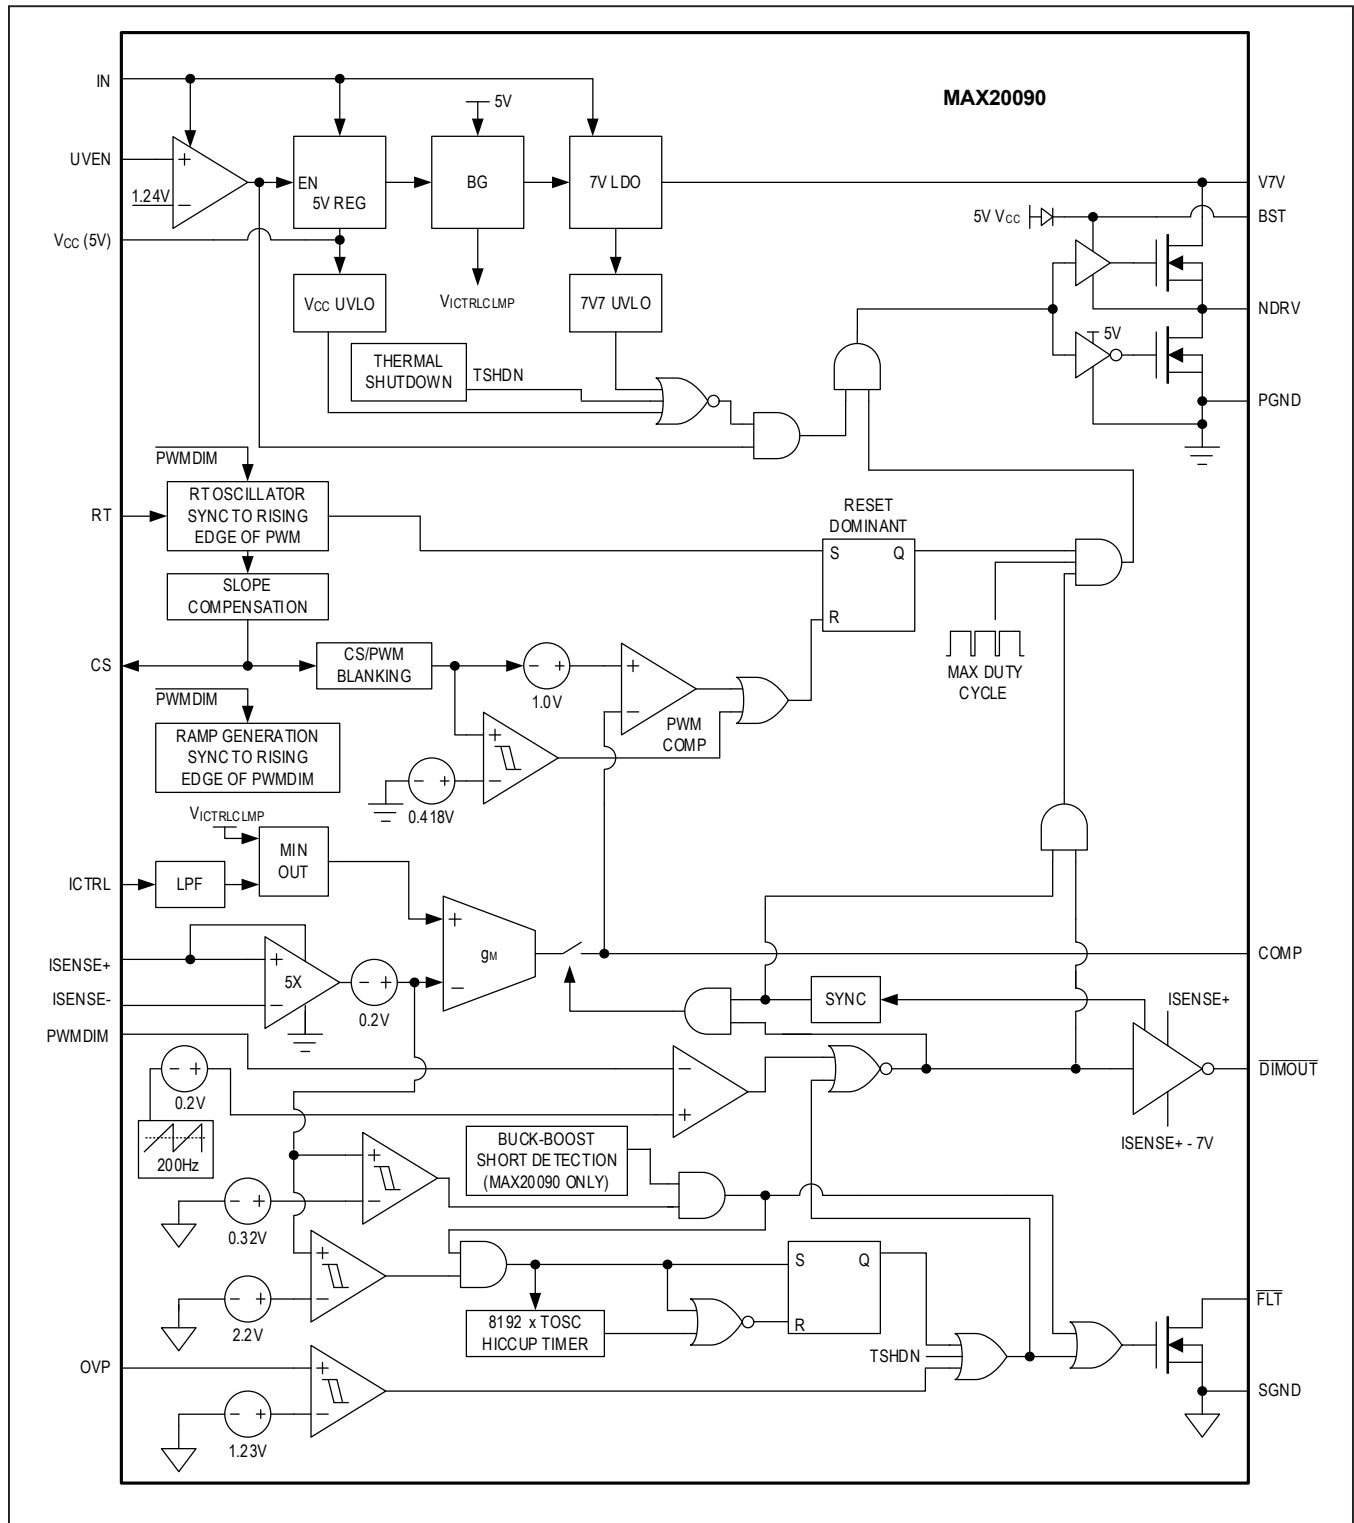 MAX20090
IN
UVEN
+
1.24V
−
EN
5V REG
5V
BG
7V LDO
V7V
5V VCC
BST
VCC (5V)
VCC UVLO
VICTRLCLMP
7V7 UVLO
NDRV
5V
THERMAL
SHUTDOWN
TSHDN
PGND
PWMDIM
RT
RT OSCILLATOR
SYNC TO RISING
EDGE OF PWM
RESET
DOMINANT
S
Q
R
SLOPE
COMPENSATION
CS
CS/PWM
BLANKING
− +
1.0V
+
−
PWM
COMP
MAX DUTY
CYCLE
PWMDIM
RAMP GENERATION
SYNC TO RISING
EDGE OF PWMDIM
+
−
− +
0.418V
VICTRLCLMP
MIN
OUT
ICTRL
LPF
+
gM
−
ISENSE+
+
5X
−
ISENSE-
− +
0.2V
COMP
SYNC
ISENSE+
PWMDIM
− +
0.2V
200Hz
−
+
DIMOUT
ISENSE+ - 7V
BUCK-BOOST
SHORT DETECTION
(MAX20090 ONLY)
+
−
− +
0.32V
+
−
− +
2.2V
S
Q
R
8192 x TOSC
HICCUP TIMER
FLT
OVP
TSHDN
+
−
− +
1.23V
SGND